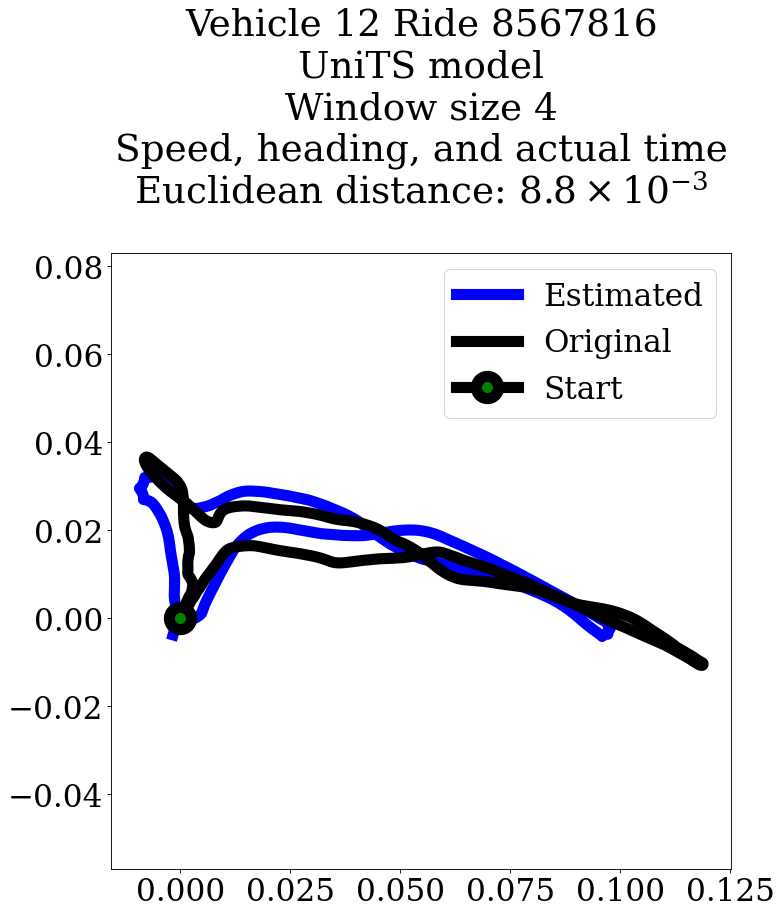 Vehicle 12 Ride 8567816
UniTS model
Window size 4
Speed, heading, and actual time
Euclidean distance: 8.8 × 10⁻³
Estimated
Original
Start
0.08
0.06
0.04
0.02
0.00
−0.02
−0.04
0.000 0.025 0.050 0.075 0.100 0.125